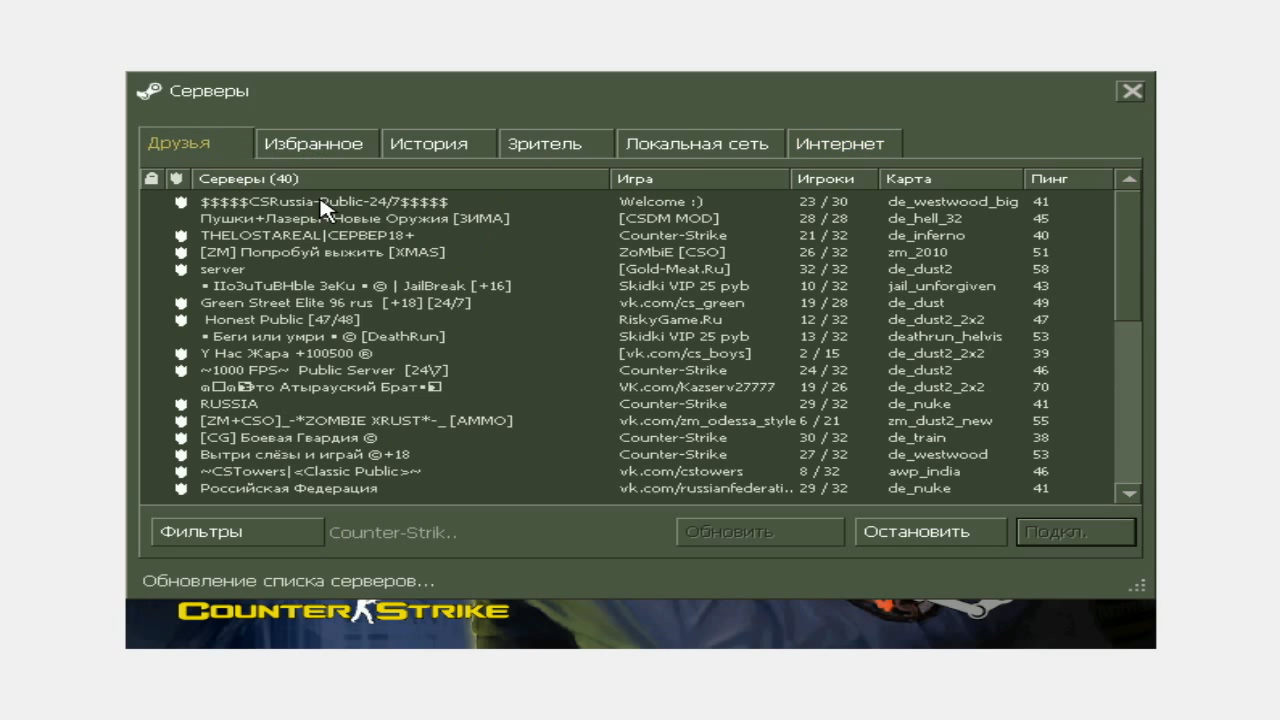 Серверы
Друзья Избранное История Зритель Локальная сеть Интернет
Серверы (40) Игра Игроки Карта Пинг
$$$$$CSRussia-Public-24/7$$$$$ Welcome :) 23 / 30 de_westwood_big 41
Пушки+Лазеры+Новые Оружия [ЗИМА] [CSDM MOD] 28 / 28 de_hell_32 45
THELOSTAREAL|СЕРВЕР18+ Counter-Strike 21 / 32 de_inferno 40
[ZM] Попробуй выжить [XMAS] ZoMbiE [CSO] 26 / 32 zm_2010 51
server [Gold-Meat.Ru] 32 / 32 de_dust2 58
▪ IIo3uTuBHble 3eKu ▪ © | JailBreak [+16] Skidki VIP 25 pyb 10 / 32 jail_unforgiven 43
Green Street Elite 96 rus [+18] [24/7] vk.com/cs_green 19 / 28 de_dust 49
Honest Public [47/48] RiskyGame.Ru 12 / 32 de_dust2_2x2 47
▪ Беги или умри ▪ © [DeathRun] Skidki VIP 25 pyb 13 / 32 deathrun_helvis 53
Y Нас Жара +100500 ® [vk.com/cs_boys] 2 / 15 de_dust2_2x2 39
~1000 FPS~ Public Server [24\7] Counter-Strike 24 / 32 de_dust2 46
то Атырауский Брат▪ VK.com/Kazserv27777 19 / 26 de_dust2_2x2 70
RUSSIA Counter-Strike 29 / 32 de_nuke 41
[ZM+CSO]_-*ZOMBIE XRUST*-_ [AMMO] vk.com/zm_odessa_style 6 / 21 zm_dust2_new 55
[CG] Боевая Гвардия © Counter-Strike 30 / 32 de_train 38
Вытри слёзы и играй ©+18 Counter-Strike 27 / 32 de_westwood 53
~CSTowers|<Classic Public>~ vk.com/cstowers 8 / 32 awp_india 46
Российская Федерация vk.com/russianfederati.. 29 / 32 de_nuke 41
Фильтры Counter-Strik.. Обновить Остановить Подкл.
Обновление списка серверов...
COUNTER STRIKE